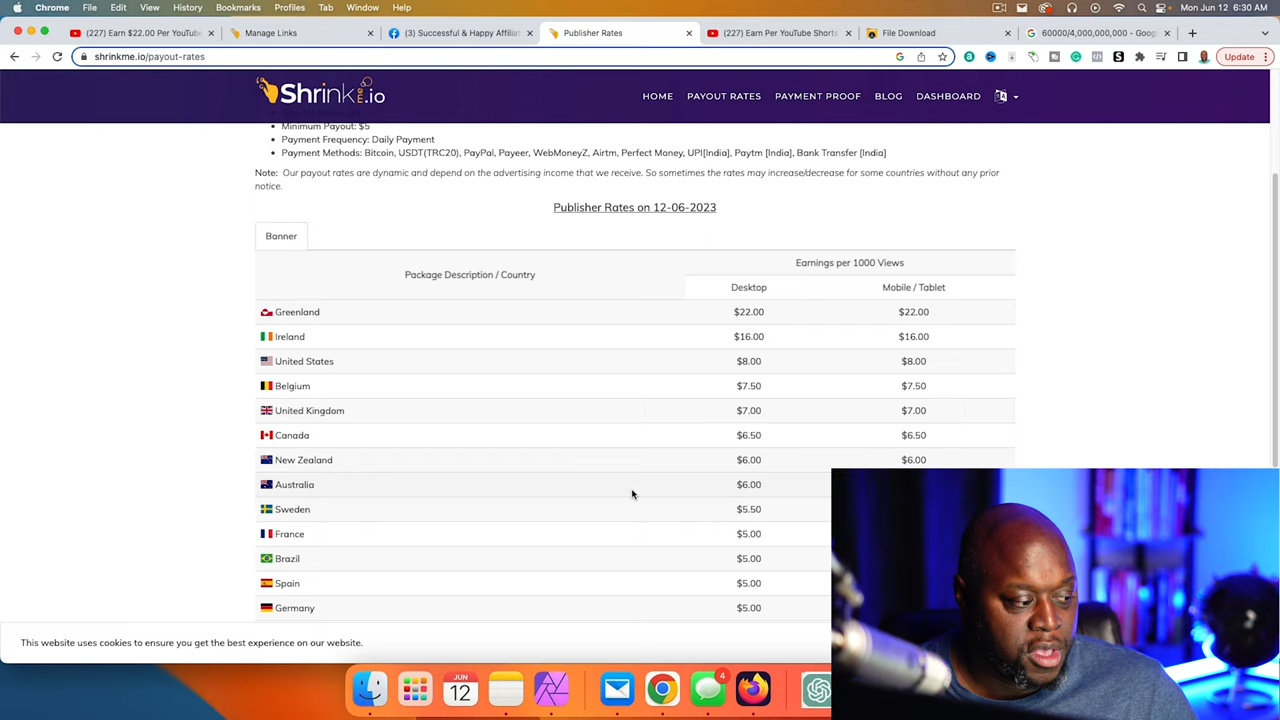 Chrome File Edit View History Bookmarks Profiles Tab Window Help Mon Jun 12 6:30 AM
(227) Earn $22.00 Per YouTube Manage Links (3) Successful & Happy Affilia Publisher Rates (227) Earn Per YouTube Shorts File Download 60000/4,000,000,000 - Goog
shrinkme.io/payout-rates Update
Shrinkme.io HOME PAYOUT RATES PAYMENT PROOF BLOG DASHBOARD
Minimum Payout: $5
Payment Frequency: Daily Payment
Payment Methods: Bitcoin, USDT(TRC20), PayPal, Payeer, WebMoneyZ, Airtm, Perfect Money, UPI[India], Paytm [India], Bank Transfer [India]
Note: Our payout rates are dynamic and depend on the advertising income that we receive. So sometimes the rates may increase/decrease for some countries without any prior
notice.
Publisher Rates on 12-06-2023
Banner
Package Description / Country Earnings per 1000 Views
Desktop Mobile / Tablet
Greenland $22.00 $22.00
Ireland $16.00 $16.00
United States $8.00 $8.00
Belgium $7.50 $7.50
United Kingdom $7.00 $7.00
Canada $6.50 $6.50
New Zealand $6.00 $6.00
Australia $6.00
Sweden $5.50
France $5.00
Brazil $5.00
Spain $5.00
Germany $5.00
This website uses cookies to ensure you get the best experience on our website.
JUN
12
4